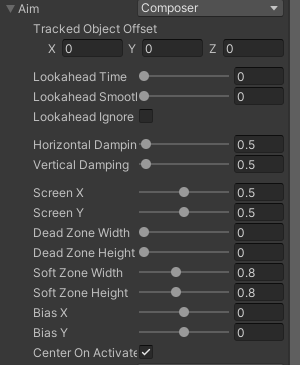 Aim Composer
Tracked Object Offset
X 0 Y 0 Z 0
Lookahead Time 0
Lookahead Smootl 0
Lookahead Ignore
Horizontal Dampin 0.5
Vertical Damping 0.5
Screen X 0.5
Screen Y 0.5
Dead Zone Width 0
Dead Zone Height 0
Soft Zone Width 0.8
Soft Zone Height 0.8
Bias X 0
Bias Y 0
Center On Activate